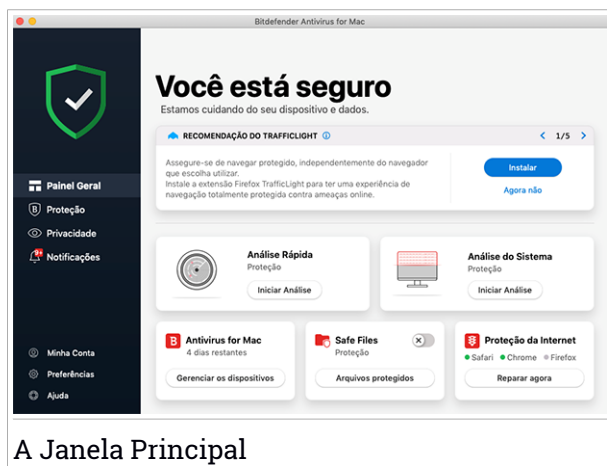 Bitdefender Antivirus for Mac
Você está seguro
Estamos cuidando do seu dispositivo e dados.
RECOMENDAÇÃO DO TRAFFICLIGHT
1/5
Assegure-se de navegar protegido, independentemente do navegador
que escolha utilizar.
Instale a extensão Firefox TrafficLight para ter uma experiência de
navegação totalmente protegida contra ameaças online.
Instalar
Agora não
Painel Geral
B Proteção
Privacidade
9+ Notificações
Minha Conta
Preferências
Ajuda
Análise Rápida
Proteção
Iniciar Análise
Análise do Sistema
Proteção
Iniciar Análise
B Antivirus for Mac
4 dias restantes
Gerenciar os dispositivos
Safe Files
Proteção
Arquivos protegidos
Proteção da Internet
Safari Chrome Firefox
Reparar agora
A Janela Principal